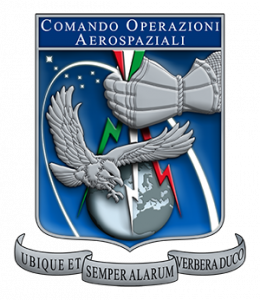 COMANDO OPERAZIONI
AEROSPAZIALI
UBIQUE ET SEMPER ALARUM VERBERA DUCO